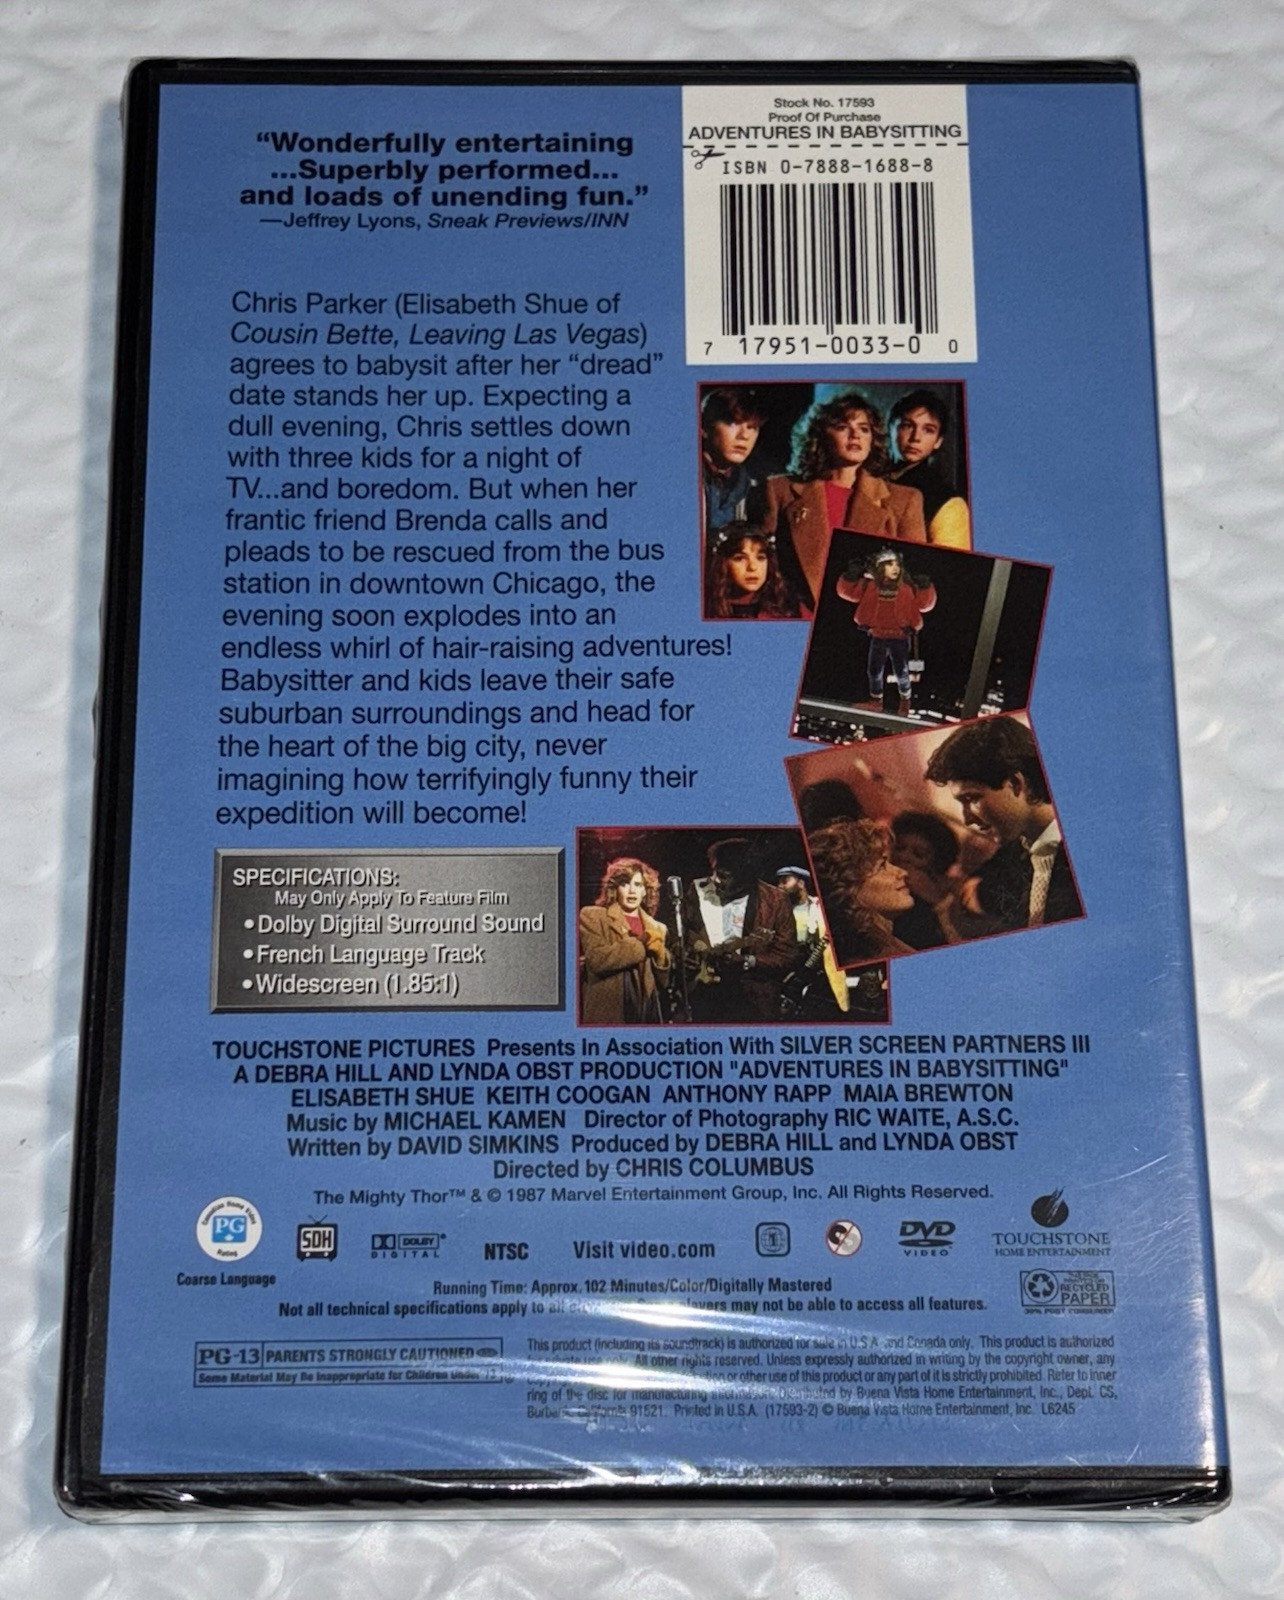 “Wonderfully entertaining
...Superbly performed...
and loads of unending fun.”
—Jeffrey Lyons, Sneak Previews/INN
Stock No. 17593
Proof Of Purchase
ADVENTURES IN BABYSITTING
ISBN 0-7888-1688-8
7 17951-0033-0 0
Chris Parker (Elisabeth Shue of
Cousin Bette, Leaving Las Vegas)
agrees to babysit after her “dread”
date stands her up. Expecting a
dull evening, Chris settles down
with three kids for a night of
TV...and boredom. But when her
frantic friend Brenda calls and
pleads to be rescued from the bus
station in downtown Chicago, the
evening soon explodes into an
endless whirl of hair-raising adventures!
Babysitter and kids leave their safe
suburban surroundings and head for
the heart of the big city, never
imagining how terrifyingly funny their
expedition will become!
SPECIFICATIONS:
May Only Apply To Feature Film
• Dolby Digital Surround Sound
• French Language Track
• Widescreen (1.85:1)
TOUCHSTONE PICTURES Presents In Association With SILVER SCREEN PARTNERS III
A DEBRA HILL AND LYNDA OBST PRODUCTION "ADVENTURES IN BABYSITTING"
ELISABETH SHUE KEITH COOGAN ANTHONY RAPP MAIA BREWTON
Music by MICHAEL KAMEN Director of Photography RIC WAITE, A.S.C.
Written by DAVID SIMKINS Produced by DEBRA HILL and LYNDA OBST
Directed by CHRIS COLUMBUS
The Mighty Thor™ & © 1987 Marvel Entertainment Group, Inc. All Rights Reserved.
Canadian Home Video
PG
Rating
Coarse Language
SDH
DOLBY
DIGITAL
NTSC
Visit video.com
1
DVD
VIDEO
TOUCHSTONE
HOME ENTERTAINMENT
Running Time: Approx. 102 Minutes/Color/Digitally Mastered
Not all technical specifications apply to all players may not be able to access all features.
RECYCLED
PAPER
PG-13 PARENTS STRONGLY CAUTIONED
Some Material May Be Inappropriate for Children Under 13
This product (including its soundtrack) is authorized for sale in U.S.A. and Canada only. This product is authorized
for private use only. All other rights reserved. Unless expressly authorized in writing by the copyright owner, any
or other use of this product or any part of it is strictly prohibited. Refer to inner
ring of the disc for manufacturing information. Distributed by Buena Vista Home Entertainment, Inc., Dept. CS,
Burbank, California 91521. Printed in U.S.A. (17593-2) © Buena Vista Home Entertainment, Inc. L6245